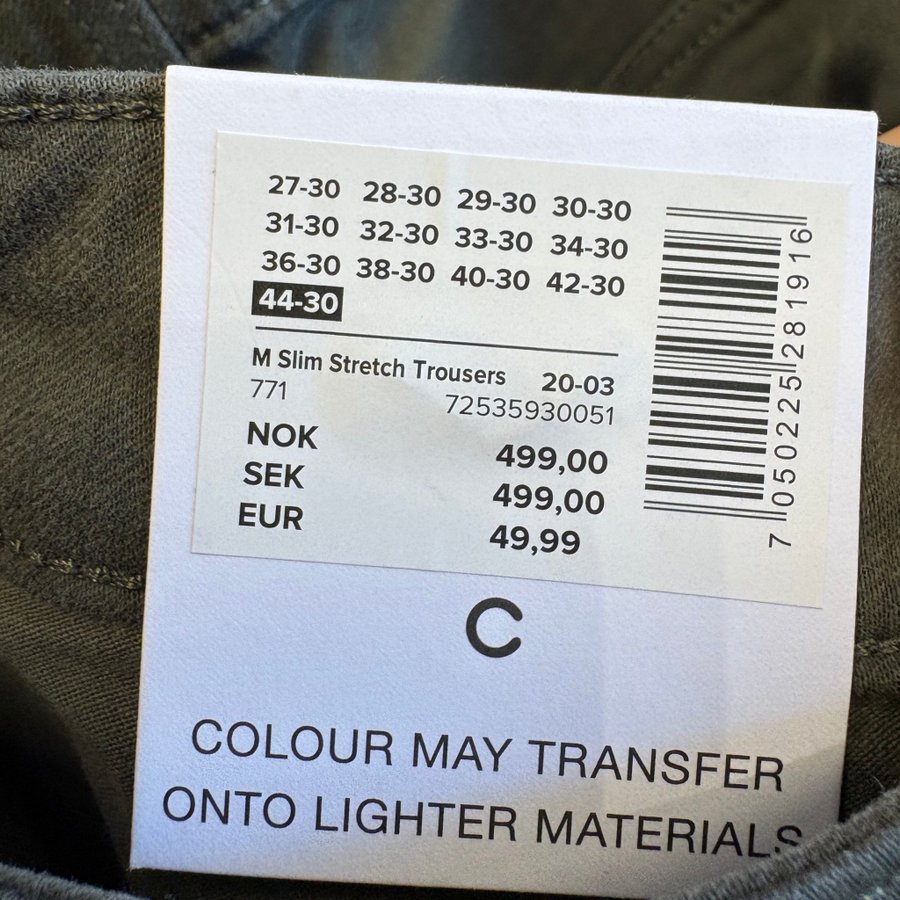 27-30 28-30 29-30 30-30
31-30 32-30 33-30 34-30
36-30 38-30 40-30 42-30
44-30
M Slim Stretch Trousers 20-03
771 72535930051
NOK 499,00
SEK 499,00
EUR 49,99
7 050225 281916
C
COLOUR MAY TRANSFER
ONTO LIGHTER MATERIALS